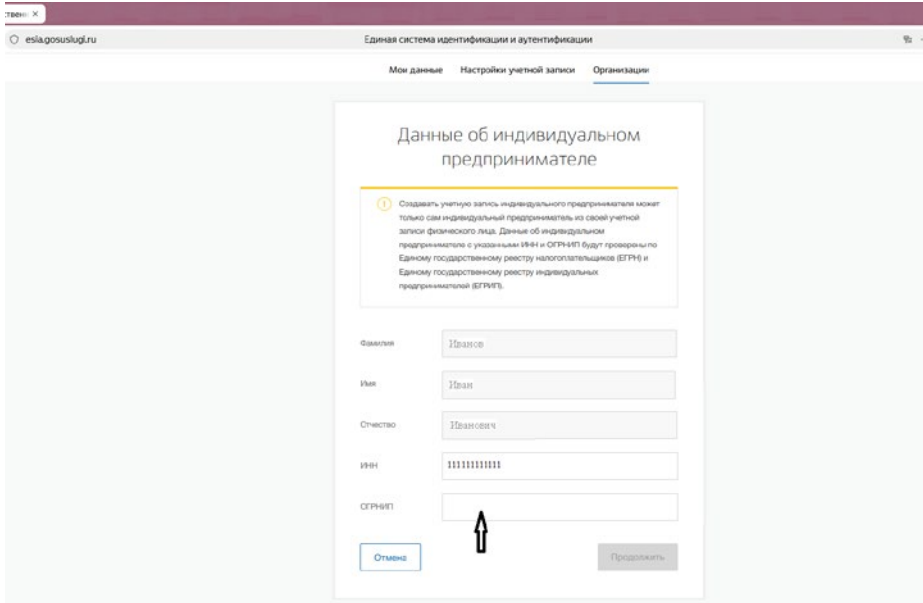 esia.gosuslugi.ru
Единая система идентификации и аутентификации
Мои данные Настройки учетной записи Организации
Данные об индивидуальном
предпринимателе
Создавать учетную запись индивидуального предпринимателя может
только сам индивидуальный предприниматель из своей учетной
записи физического лица. Данные об индивидуальном
предпринимателе с указанными ИНН и ОГРНИП будут проверены по
Единому государственному реестру налогоплательщиков (ЕГРН) и
Единому государственному реестру индивидуальных
предпринимателей (ЕГРИП).
Фамилия Иванов
Имя Иван
Отчество Иванович
ИНН 111111111111
ОГРНИП
Отмена Продолжить